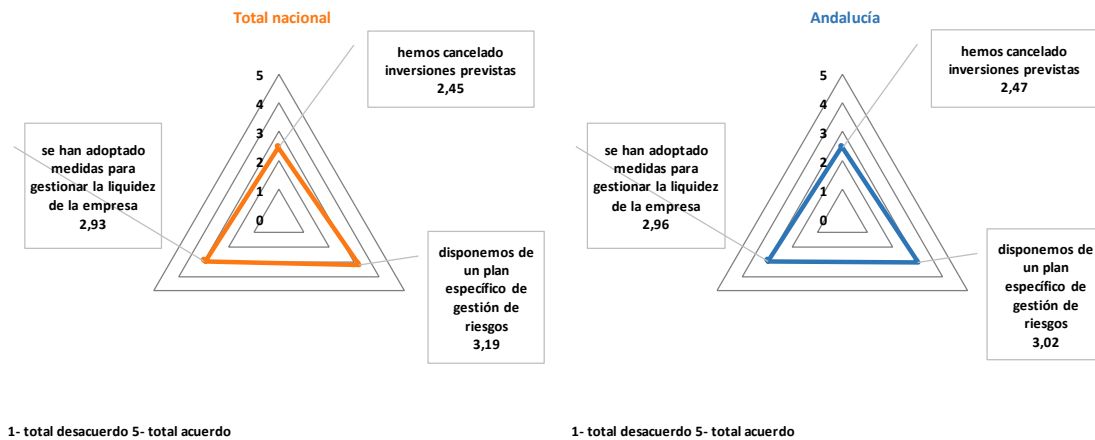 Total nacional
hemos cancelado
inversiones previstas
2,45
5
4
3
2
1
0
se han adoptado
medidas para
gestionar la liquidez
de la empresa
2,93
disponemos de
un plan
específico de
gestión de
riesgos
3,19
1- total desacuerdo 5- total acuerdo
Andalucía
hemos cancelado
inversiones previstas
2,47
5
4
3
2
1
0
se han adoptado
medidas para
gestionar la liquidez
de la empresa
2,96
disponemos de
un plan
específico de
gestión de
riesgos
3,02
1- total desacuerdo 5- total acuerdo